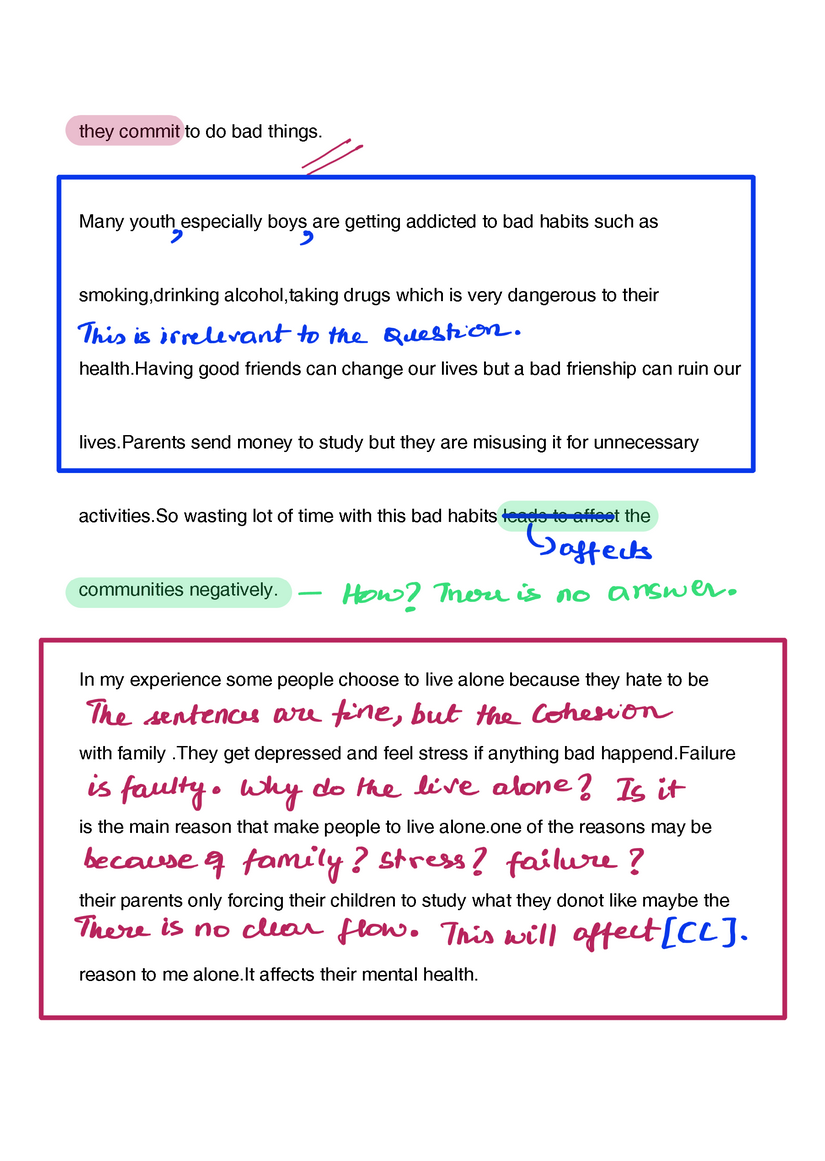 they commit to do bad things.
Many youth, especially boys, are getting addicted to bad habits such as
smoking,drinking alcohol,taking drugs which is very dangerous to their
This is irrelevant to the Question.
health.Having good friends can change our lives but a bad frienship can ruin our
lives.Parents send money to study but they are misusing it for unnecessary
activities.So wasting lot of time with this bad habits leads to affect the
affects
communities negatively. — How? There is no answer.
In my experience some people choose to live alone because they hate to be
The sentences are fine, but the Cohesion
with family .They get depressed and feel stress if anything bad happend.Failure
is faulty. Why do the live alone? Is it
is the main reason that make people to live alone.one of the reasons may be
because of family? Stress? failure?
their parents only forcing their children to study what they donot like maybe the
There is no clear flow. This will affect [CC].
reason to me alone.It affects their mental health.